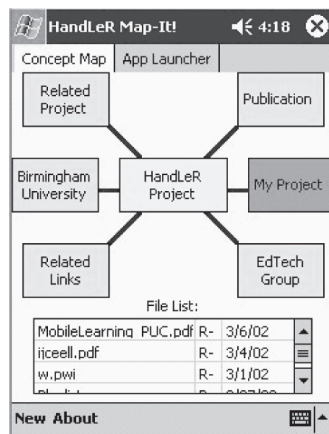 HandLeR Map-It! 4:18
Concept Map App Launcher
Related
Project
Publication
Birmingham
University
HandLeR
Project
My Project
Related
Links
EdTech
Group
File List:
MobileLearning_PUC.pdf R- 3/6/02
ijceell.pdf R- 3/4/02
w.pwi R- 3/1/02
New About